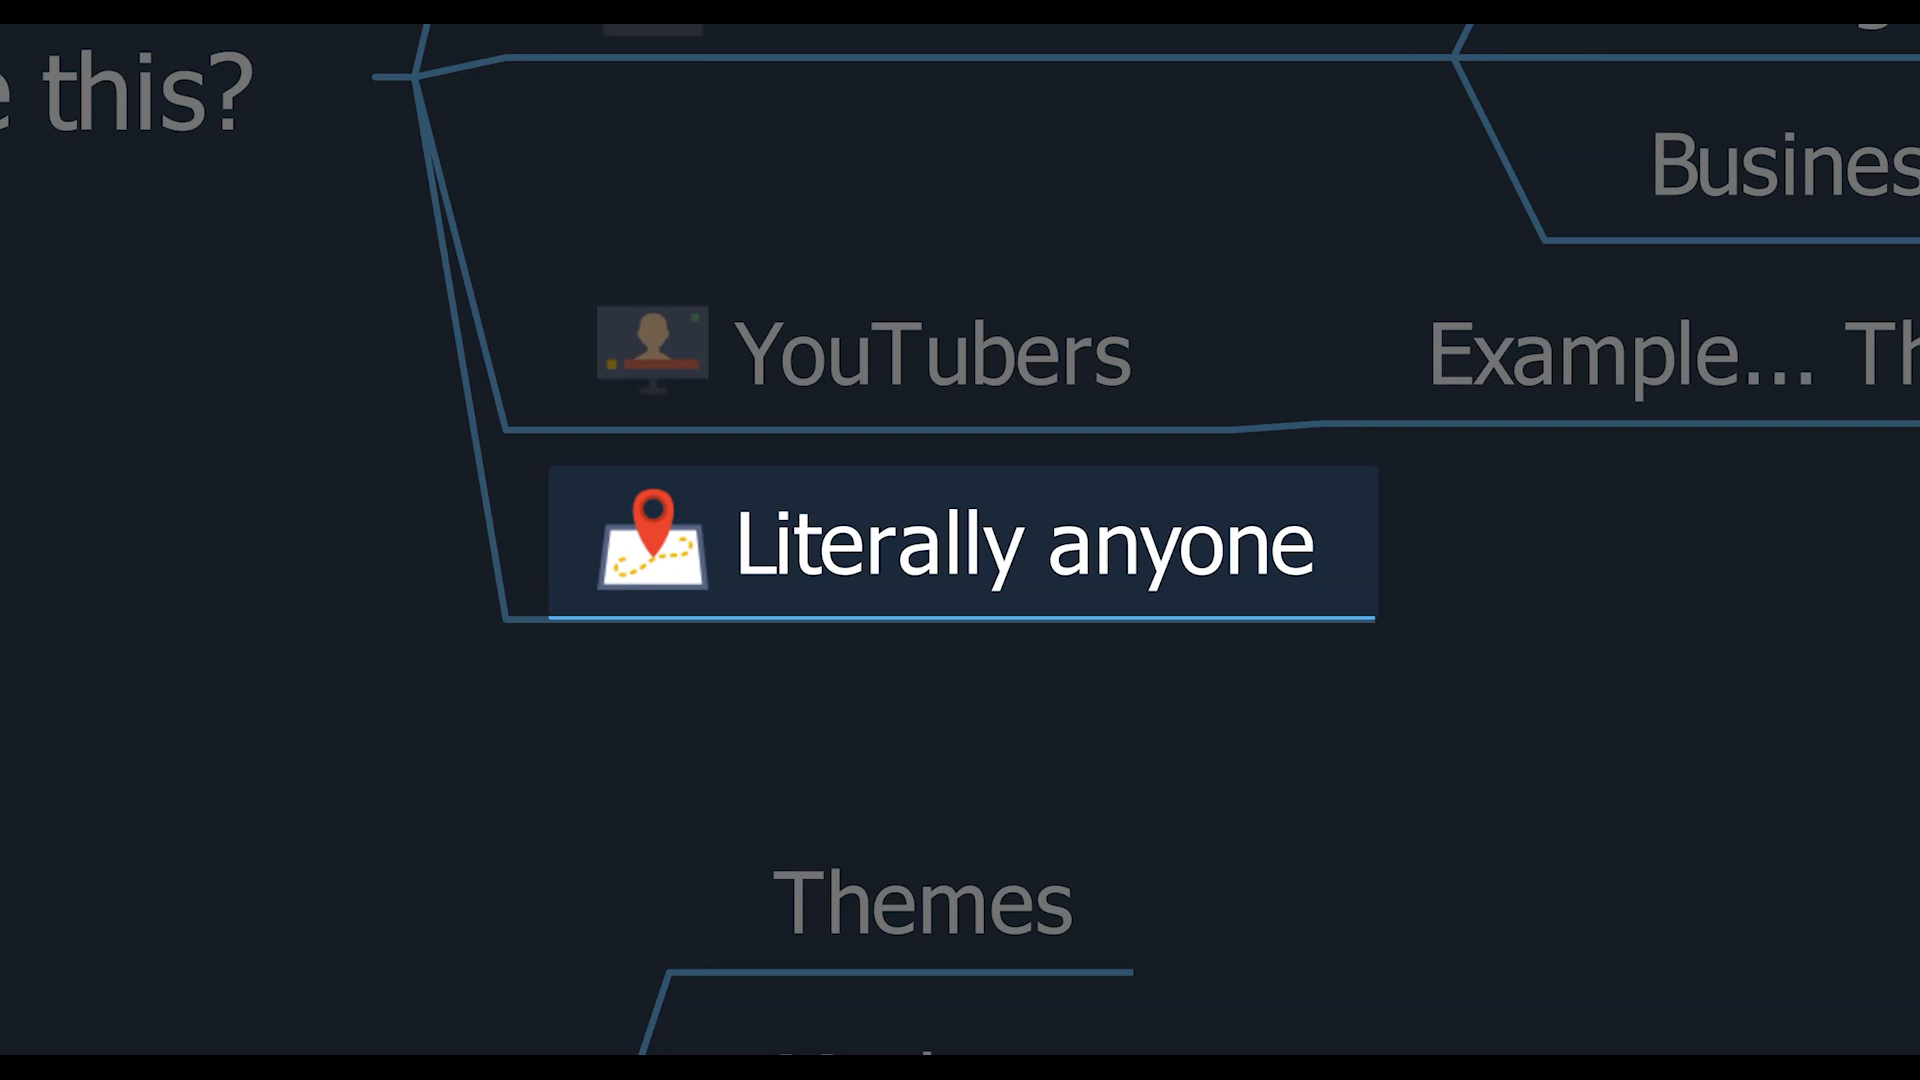 this?
Busines
YouTubers
Example... Th
Literally anyone
Themes